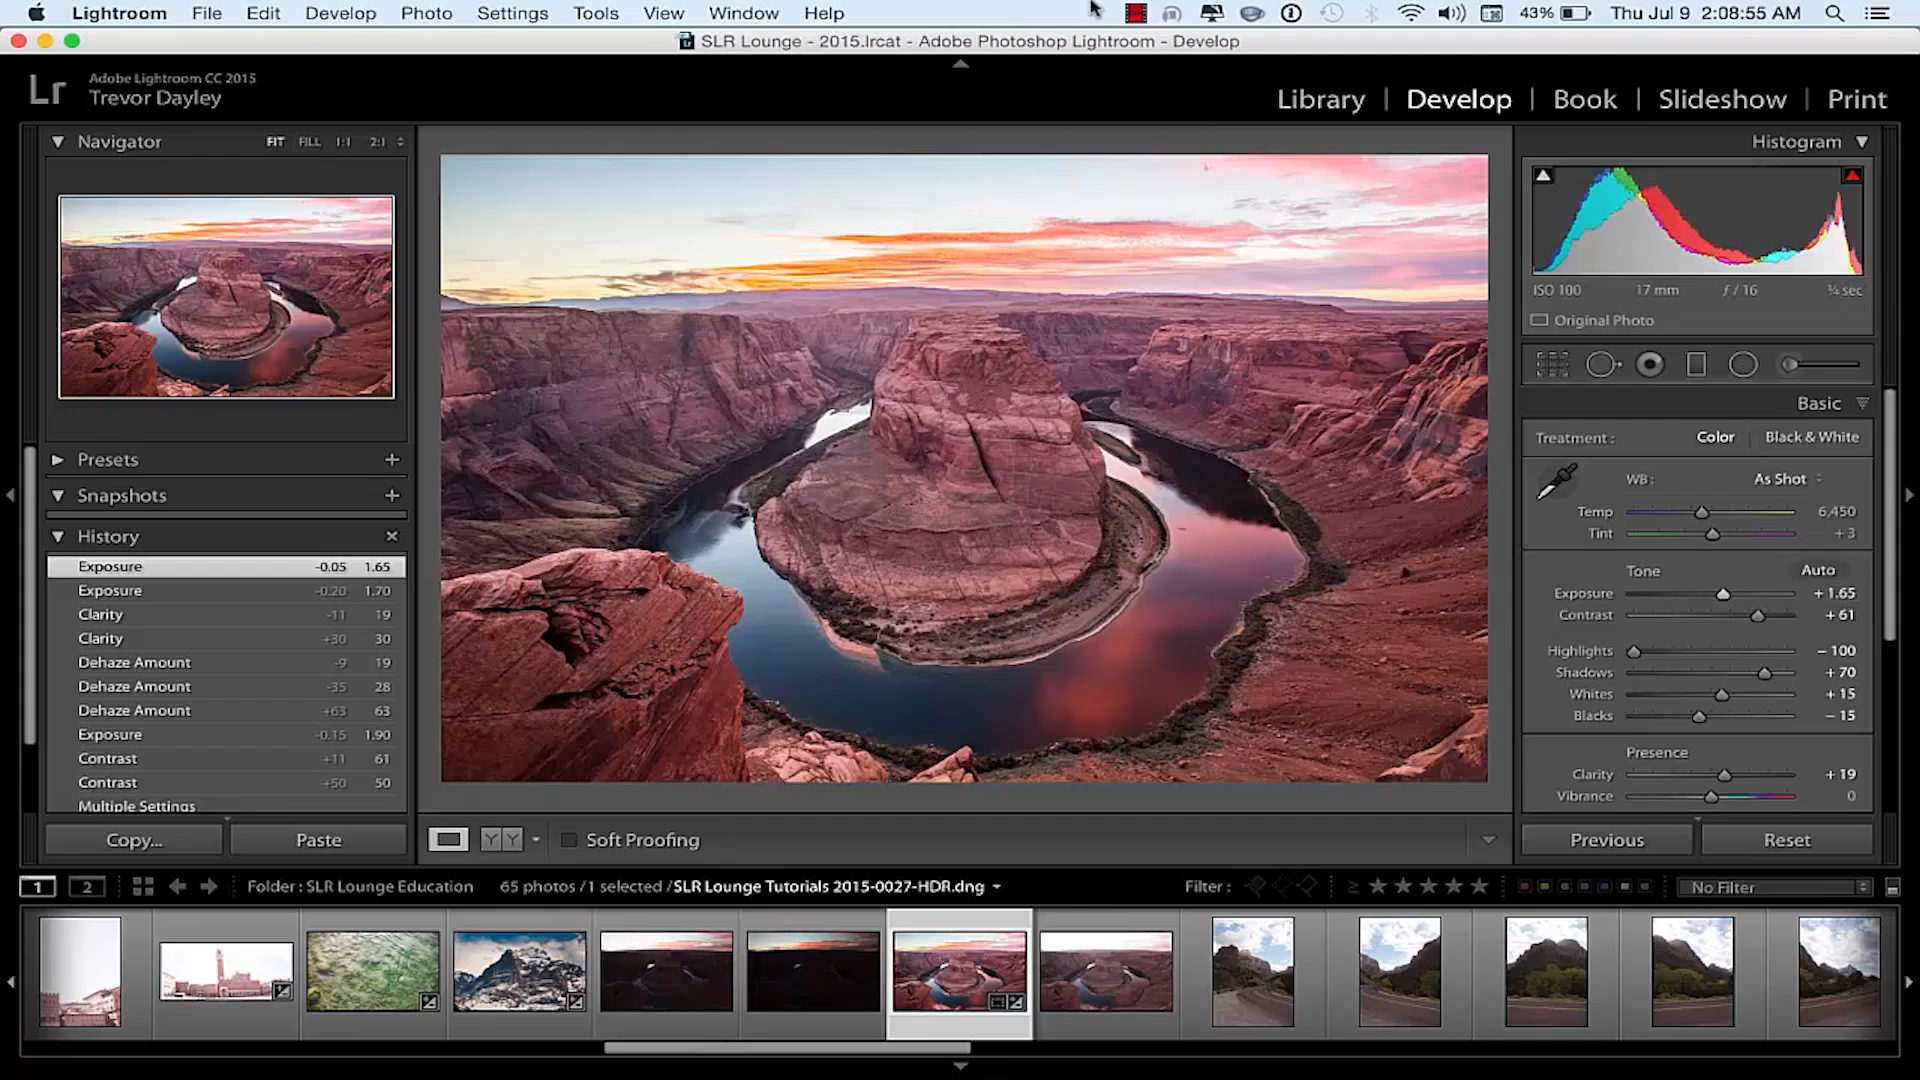 Lightroom File Edit Develop Photo Settings Tools View Window Help 43% Thu Jul 9 2:08:55 AM
SLR Lounge - 2015.lrcat - Adobe Photoshop Lightroom - Develop
Lr
Adobe Lightroom CC 2015
Trevor Dayley
Library | Develop | Book | Slideshow | Print
Navigator FIT FILL 1:1 2:1
Presets
Snapshots
History
Exposure -0.05 1.65
Exposure -0.20 1.70
Clarity -11 19
Clarity +30 30
Dehaze Amount -9 19
Dehaze Amount -35 28
Dehaze Amount +63 63
Exposure -0.15 1.90
Contrast +11 61
Contrast +50 50
Multiple Settings
Copy... Paste
Y Y Soft Proofing
Histogram
ISO 100 17 mm ƒ / 16 ¼ sec
Original Photo
Basic
Treatment : Color Black & White
WB : As Shot
Temp 6,450
Tint + 3
Tone Auto
Exposure + 1.65
Contrast + 61
Highlights – 100
Shadows + 70
Whites + 15
Blacks – 15
Presence
Clarity + 19
Vibrance 0
Previous Reset
1 2 Folder : SLR Lounge Education 65 photos /1 selected /SLR Lounge Tutorials 2015-0027-HDR.dng Filter : ≥ ★★★★★ No Filter